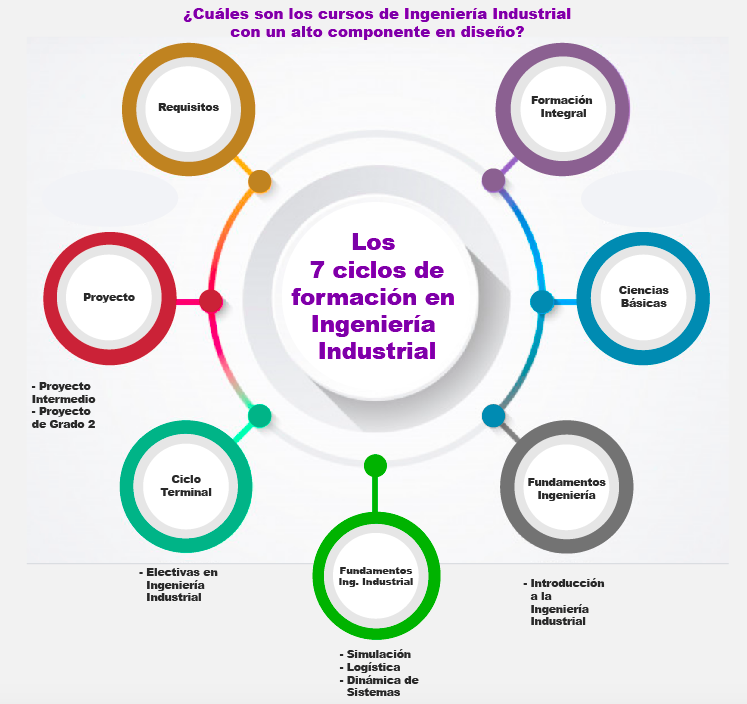 ¿Cuáles son los cursos de Ingeniería Industrial
con un alto componente en diseño?
Requisitos
Formación
Integral
Los
7 ciclos de
formación en
Ingeniería
Industrial
Proyecto
Ciencias
Básicas
- Proyecto
Intermedio
- Proyecto
de Grado 2
Ciclo
Terminal
Fundamentos
Ingeniería
- Electivas en
Ingeniería
Industrial
Fundamentos
Ing. Industrial
- Introducción
a la
Ingeniería
Industrial
- Simulación
- Logística
- Dinámica de
Sistemas